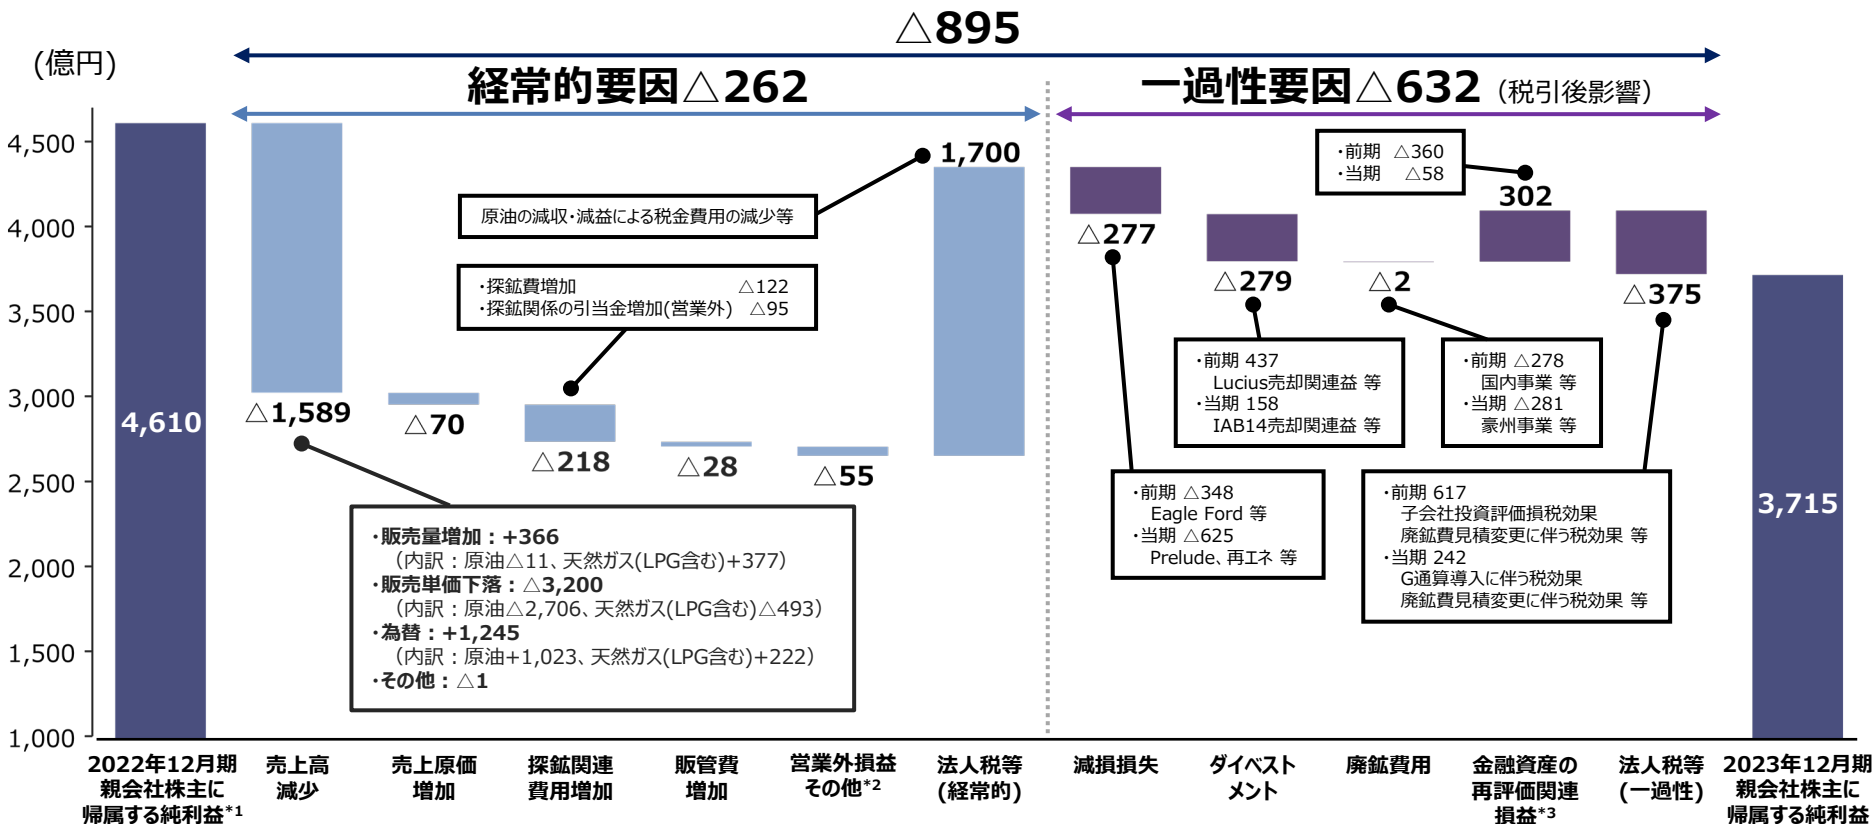 △895
(億円)
経常的要因△262
一過性要因△632 (税引後影響)
4,500
4,000
3,500
3,000
2,500
2,000
1,500
1,000
4,610
△1,589
△70
△218
△28
△55
1,700
△277
△279
△2
302
△375
3,715
原油の減収・減益による税金費用の減少等
・探鉱費増加 △122
・探鉱関係の引当金増加(営業外) △95
・販売量増加：+366
（内訳：原油△11、天然ガス(LPG含む)+377）
・販売単価下落：△3,200
（内訳：原油△2,706、天然ガス(LPG含む)△493）
・為替：+1,245
（内訳：原油+1,023、天然ガス(LPG含む)+222）
・その他：△1
・前期 △360
・当期 △58
・前期 437
Lucius売却関連益 等
・当期 158
IAB14売却関連益 等
・前期 △278
国内事業 等
・当期 △281
豪州事業 等
・前期 △348
Eagle Ford 等
・当期 △625
Prelude、再エネ 等
・前期 617
子会社投資評価損税効果
廃鉱費見積変更に伴う税効果 等
・当期 242
G通算導入に伴う税効果
廃鉱費見積変更に伴う税効果 等
2022年12月期
親会社株主に
帰属する純利益*1
売上高
減少
売上原価
増加
探鉱関連
費用増加
販管費
増加
営業外損益
その他*2
法人税等
(経常的)
減損損失
ダイベスト
メント
廃鉱費用
金融資産の
再評価関連
損益*3
法人税等
(一過性)
2023年12月期
親会社株主に
帰属する純利益